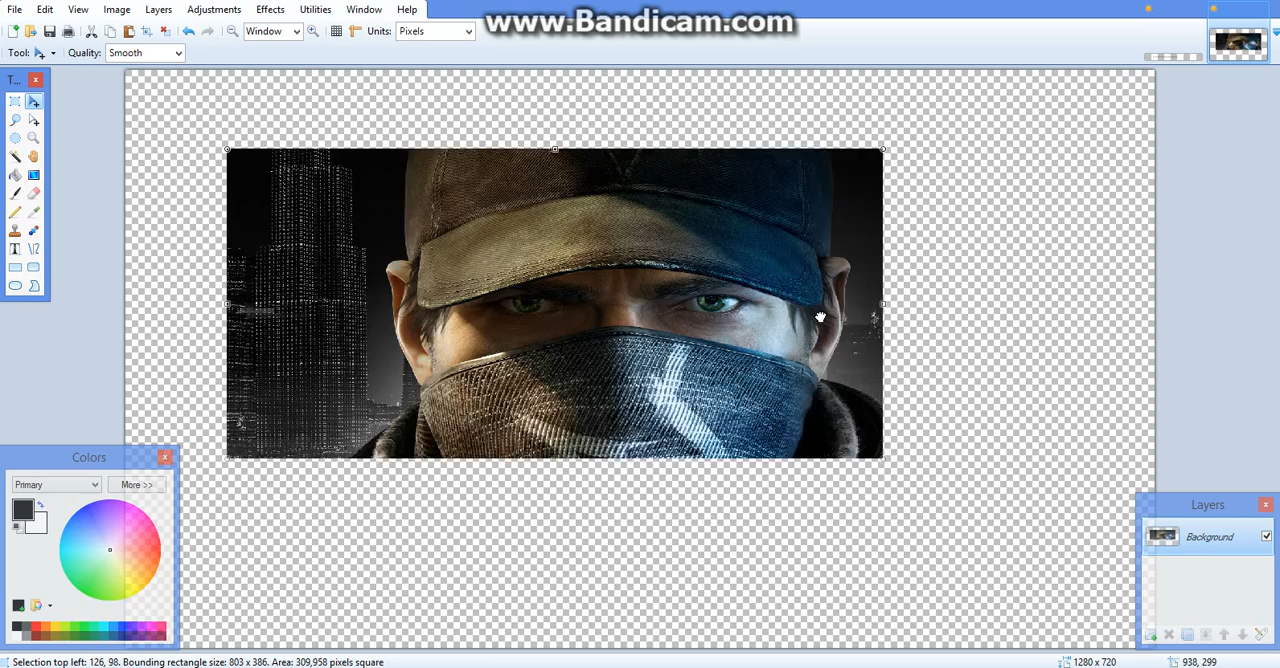 File Edit View Image Layers Adjustments Effects Utilities Window Help
www.Bandicam.com
Window Units: Pixels
Tool: Quality: Smooth
T...
Colors
Primary More >>
Layers
Background
Selection top left: 126, 98. Bounding rectangle size: 803 x 386. Area: 309,958 pixels square 1280 x 720 938, 299